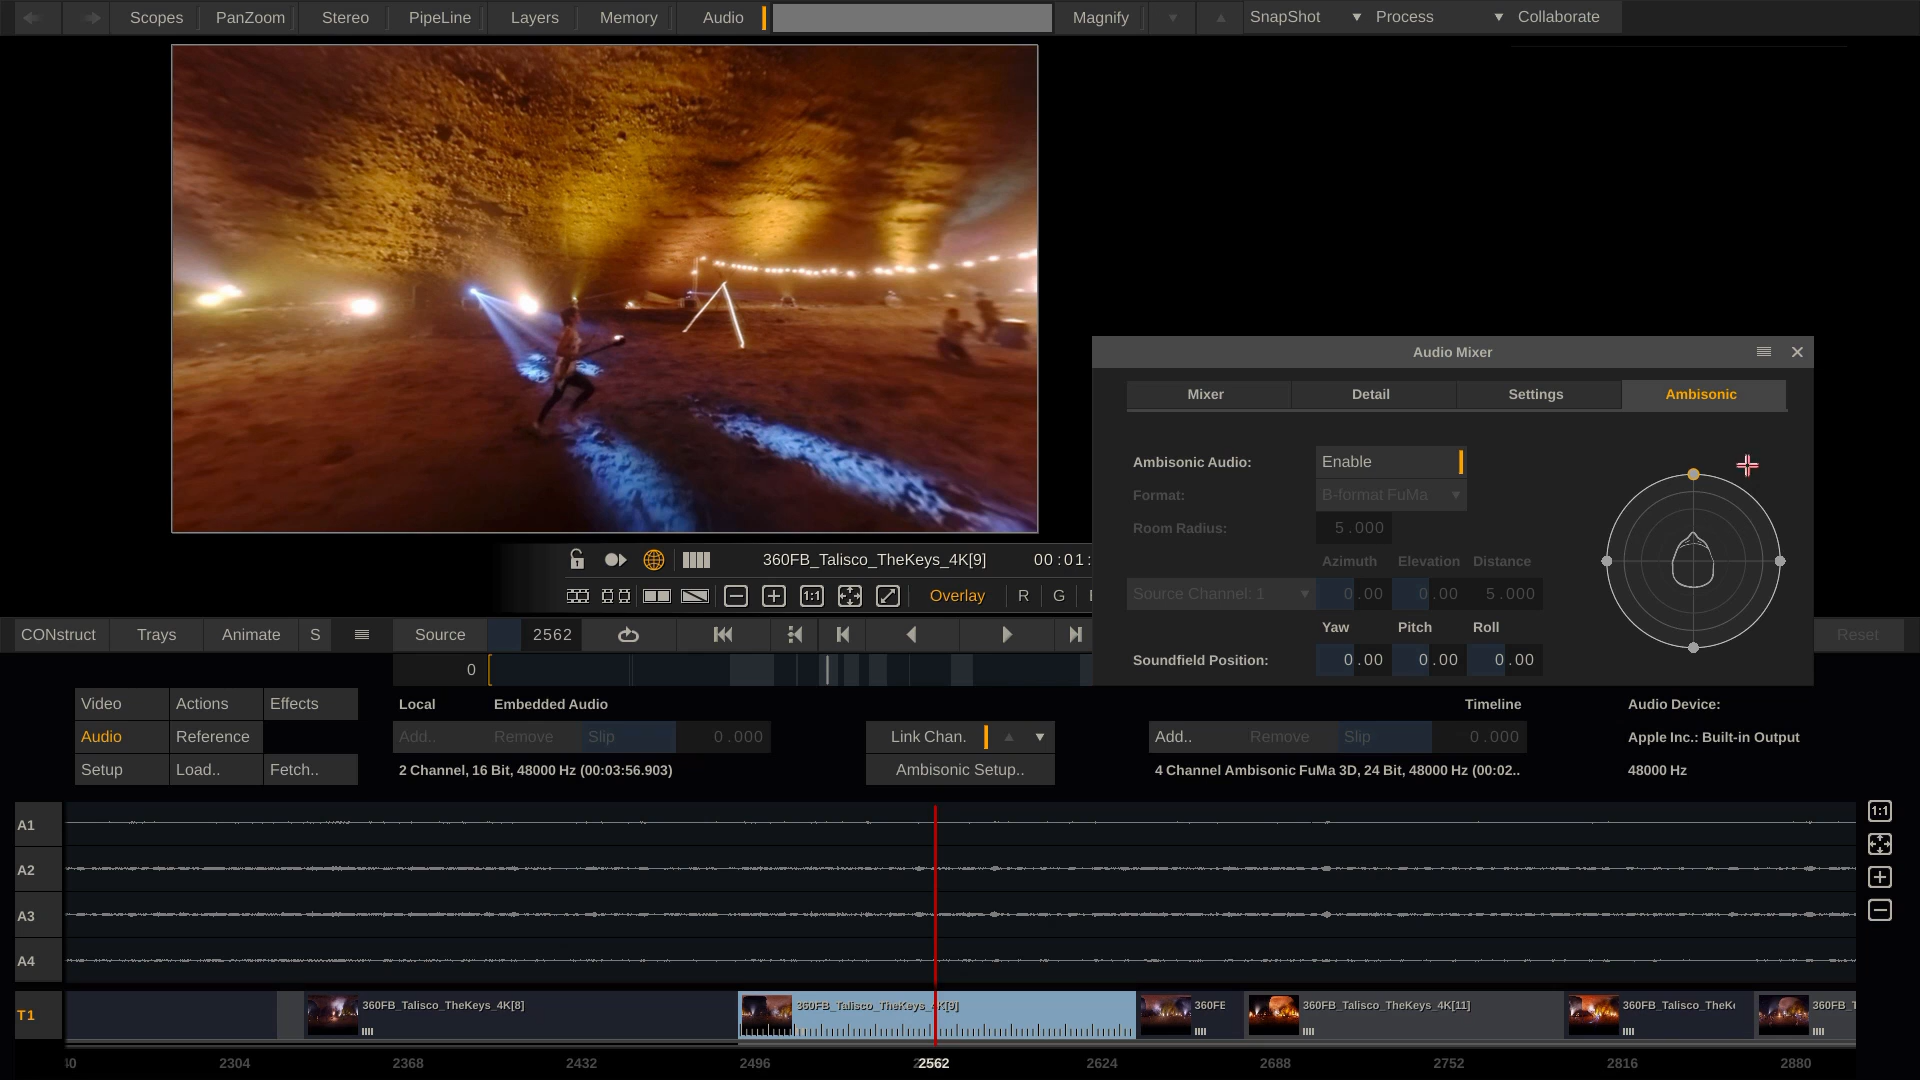 Scopes PanZoom Stereo PipeLine Layers Memory Audio Magnify SnapShot Process Collaborate
Audio Mixer
Mixer Detail Settings Ambisonic
Ambisonic Audio: Enable
Format: B-format FuMa
Room Radius: 5.000
Azimuth Elevation Distance
Source Channel: 1 0.00 0.00 5.000
Yaw Pitch Roll
Soundfield Position: 0.00 0.00 0.00
360FB_Talisco_TheKeys_4K[9] 00:01:
1:1 Overlay R G
CONstruct Trays Animate S Source 2562 Reset
0
Video Actions Effects
Audio Reference
Setup Load.. Fetch..
Local Embedded Audio
Add.. Remove Slip 0.000
2 Channel, 16 Bit, 48000 Hz (00:03:56.903)
Link Chan.
Ambisonic Setup..
Timeline
Add.. Remove Slip 0.000
4 Channel Ambisonic FuMa 3D, 24 Bit, 48000 Hz (00:02..
Audio Device:
Apple Inc.: Built-in Output
48000 Hz
A1
A2
A3
A4
1:1
T1 360FB_Talisco_TheKeys_4K[8] 360FB_Talisco_TheKeys_4K[9] 360FB 360FB_Talisco_TheKeys_4K[11] 360FB_Talisco_TheK 360FB_T
2304 2368 2432 2496 2562 2624 2688 2752 2816 2880